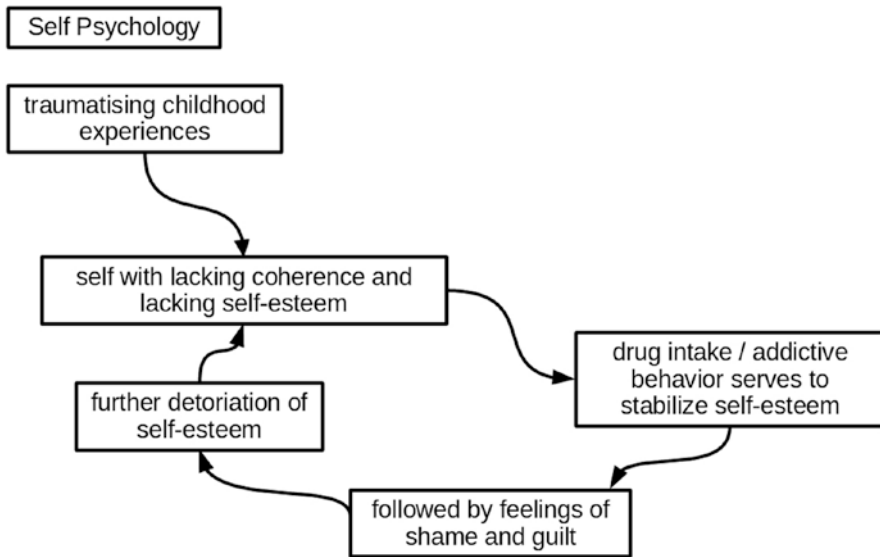 Self Psychology
traumatising childhood
experiences
self with lacking coherence and
lacking self-esteem
drug intake / addictive
behavior serves to
stabilize self-esteem
further detoriation of
self-esteem
followed by feelings of
shame and guilt